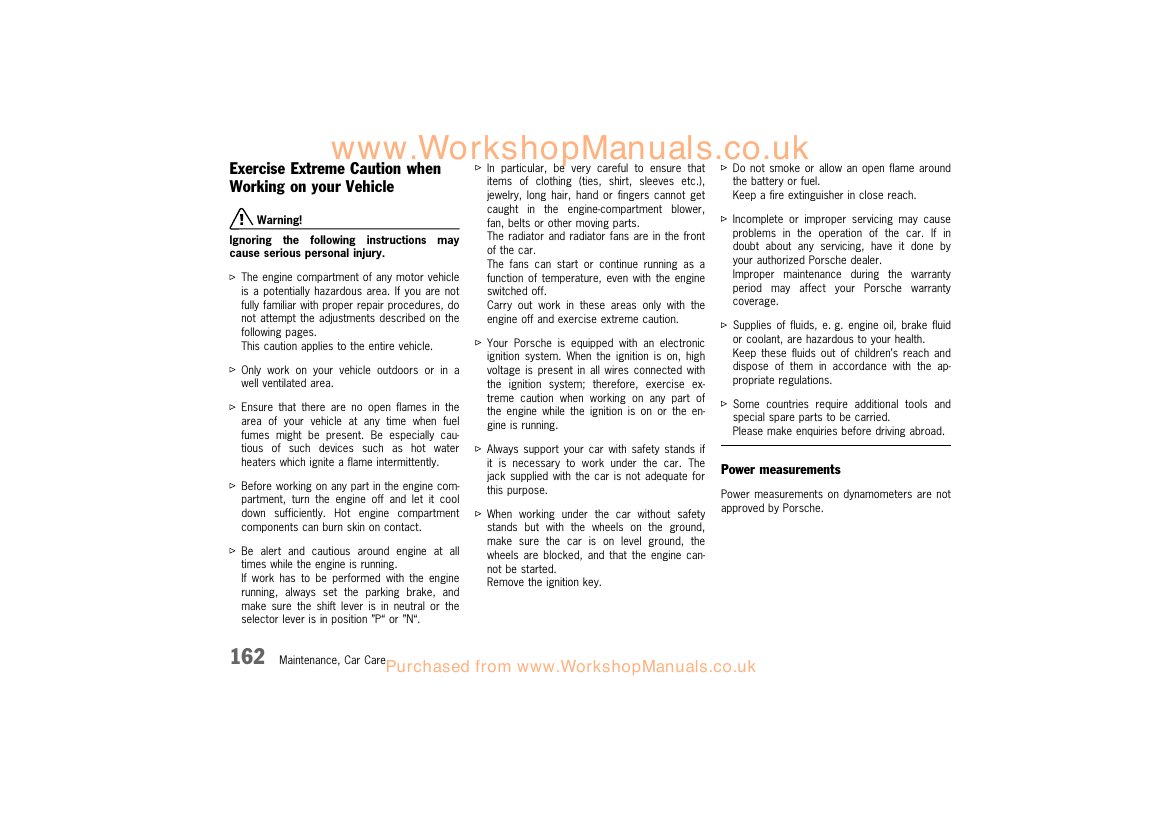 www.WorkshopManuals.co.uk
Exercise Extreme Caution when
Working on your Vehicle
Warning!
Ignoring the following instructions may
cause serious personal injury.
▷ The engine compartment of any motor vehicle
is a potentially hazardous area. If you are not
fully familiar with proper repair procedures, do
not attempt the adjustments described on the
following pages.
This caution applies to the entire vehicle.
▷ Only work on your vehicle outdoors or in a
well ventilated area.
▷ Ensure that there are no open flames in the
area of your vehicle at any time when fuel
fumes might be present. Be especially cau-
tious of such devices such as hot water
heaters which ignite a flame intermittently.
▷ Before working on any part in the engine com-
partment, turn the engine off and let it cool
down sufficiently. Hot engine compartment
components can burn skin on contact.
▷ Be alert and cautious around engine at all
times while the engine is running.
If work has to be performed with the engine
running, always set the parking brake, and
make sure the shift lever is in neutral or the
selector lever is in position "P“ or "N“.
▷ In particular, be very careful to ensure that
items of clothing (ties, shirt, sleeves etc.),
jewelry, long hair, hand or fingers cannot get
caught in the engine-compartment blower,
fan, belts or other moving parts.
The radiator and radiator fans are in the front
of the car.
The fans can start or continue running as a
function of temperature, even with the engine
switched off.
Carry out work in these areas only with the
engine off and exercise extreme caution.
▷ Your Porsche is equipped with an electronic
ignition system. When the ignition is on, high
voltage is present in all wires connected with
the ignition system; therefore, exercise ex-
treme caution when working on any part of
the engine while the ignition is on or the en-
gine is running.
▷ Always support your car with safety stands if
it is necessary to work under the car. The
jack supplied with the car is not adequate for
this purpose.
▷ When working under the car without safety
stands but with the wheels on the ground,
make sure the car is on level ground, the
wheels are blocked, and that the engine can-
not be started.
Remove the ignition key.
▷ Do not smoke or allow an open flame around
the battery or fuel.
Keep a fire extinguisher in close reach.
▷ Incomplete or improper servicing may cause
problems in the operation of the car. If in
doubt about any servicing, have it done by
your authorized Porsche dealer.
Improper maintenance during the warranty
period may affect your Porsche warranty
coverage.
▷ Supplies of fluids, e. g. engine oil, brake fluid
or coolant, are hazardous to your health.
Keep these fluids out of children's reach and
dispose of them in accordance with the ap-
propriate regulations.
▷ Some countries require additional tools and
special spare parts to be carried.
Please make enquiries before driving abroad.
Power measurements
Power measurements on dynamometers are not
approved by Porsche.
162 Maintenance, Car Care
Purchased from www.WorkshopManuals.co.uk